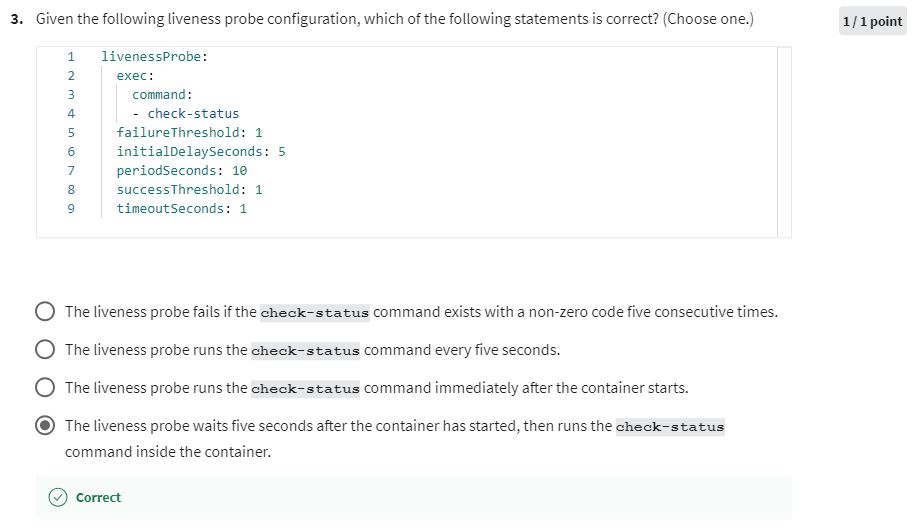 3. Given the following liveness probe configuration, which of the following statements is correct? (Choose one.)
1 / 1 point
1 livenessProbe:
2 exec:
3 command:
4 - check-status
5 failureThreshold: 1
6 initialDelaySeconds: 5
7 periodSeconds: 10
8 successThreshold: 1
9 timeoutSeconds: 1
The liveness probe fails if the check-status command exists with a non-zero code five consecutive times.
The liveness probe runs the check-status command every five seconds.
The liveness probe runs the check-status command immediately after the container starts.
The liveness probe waits five seconds after the container has started, then runs the check-status
command inside the container.
Correct